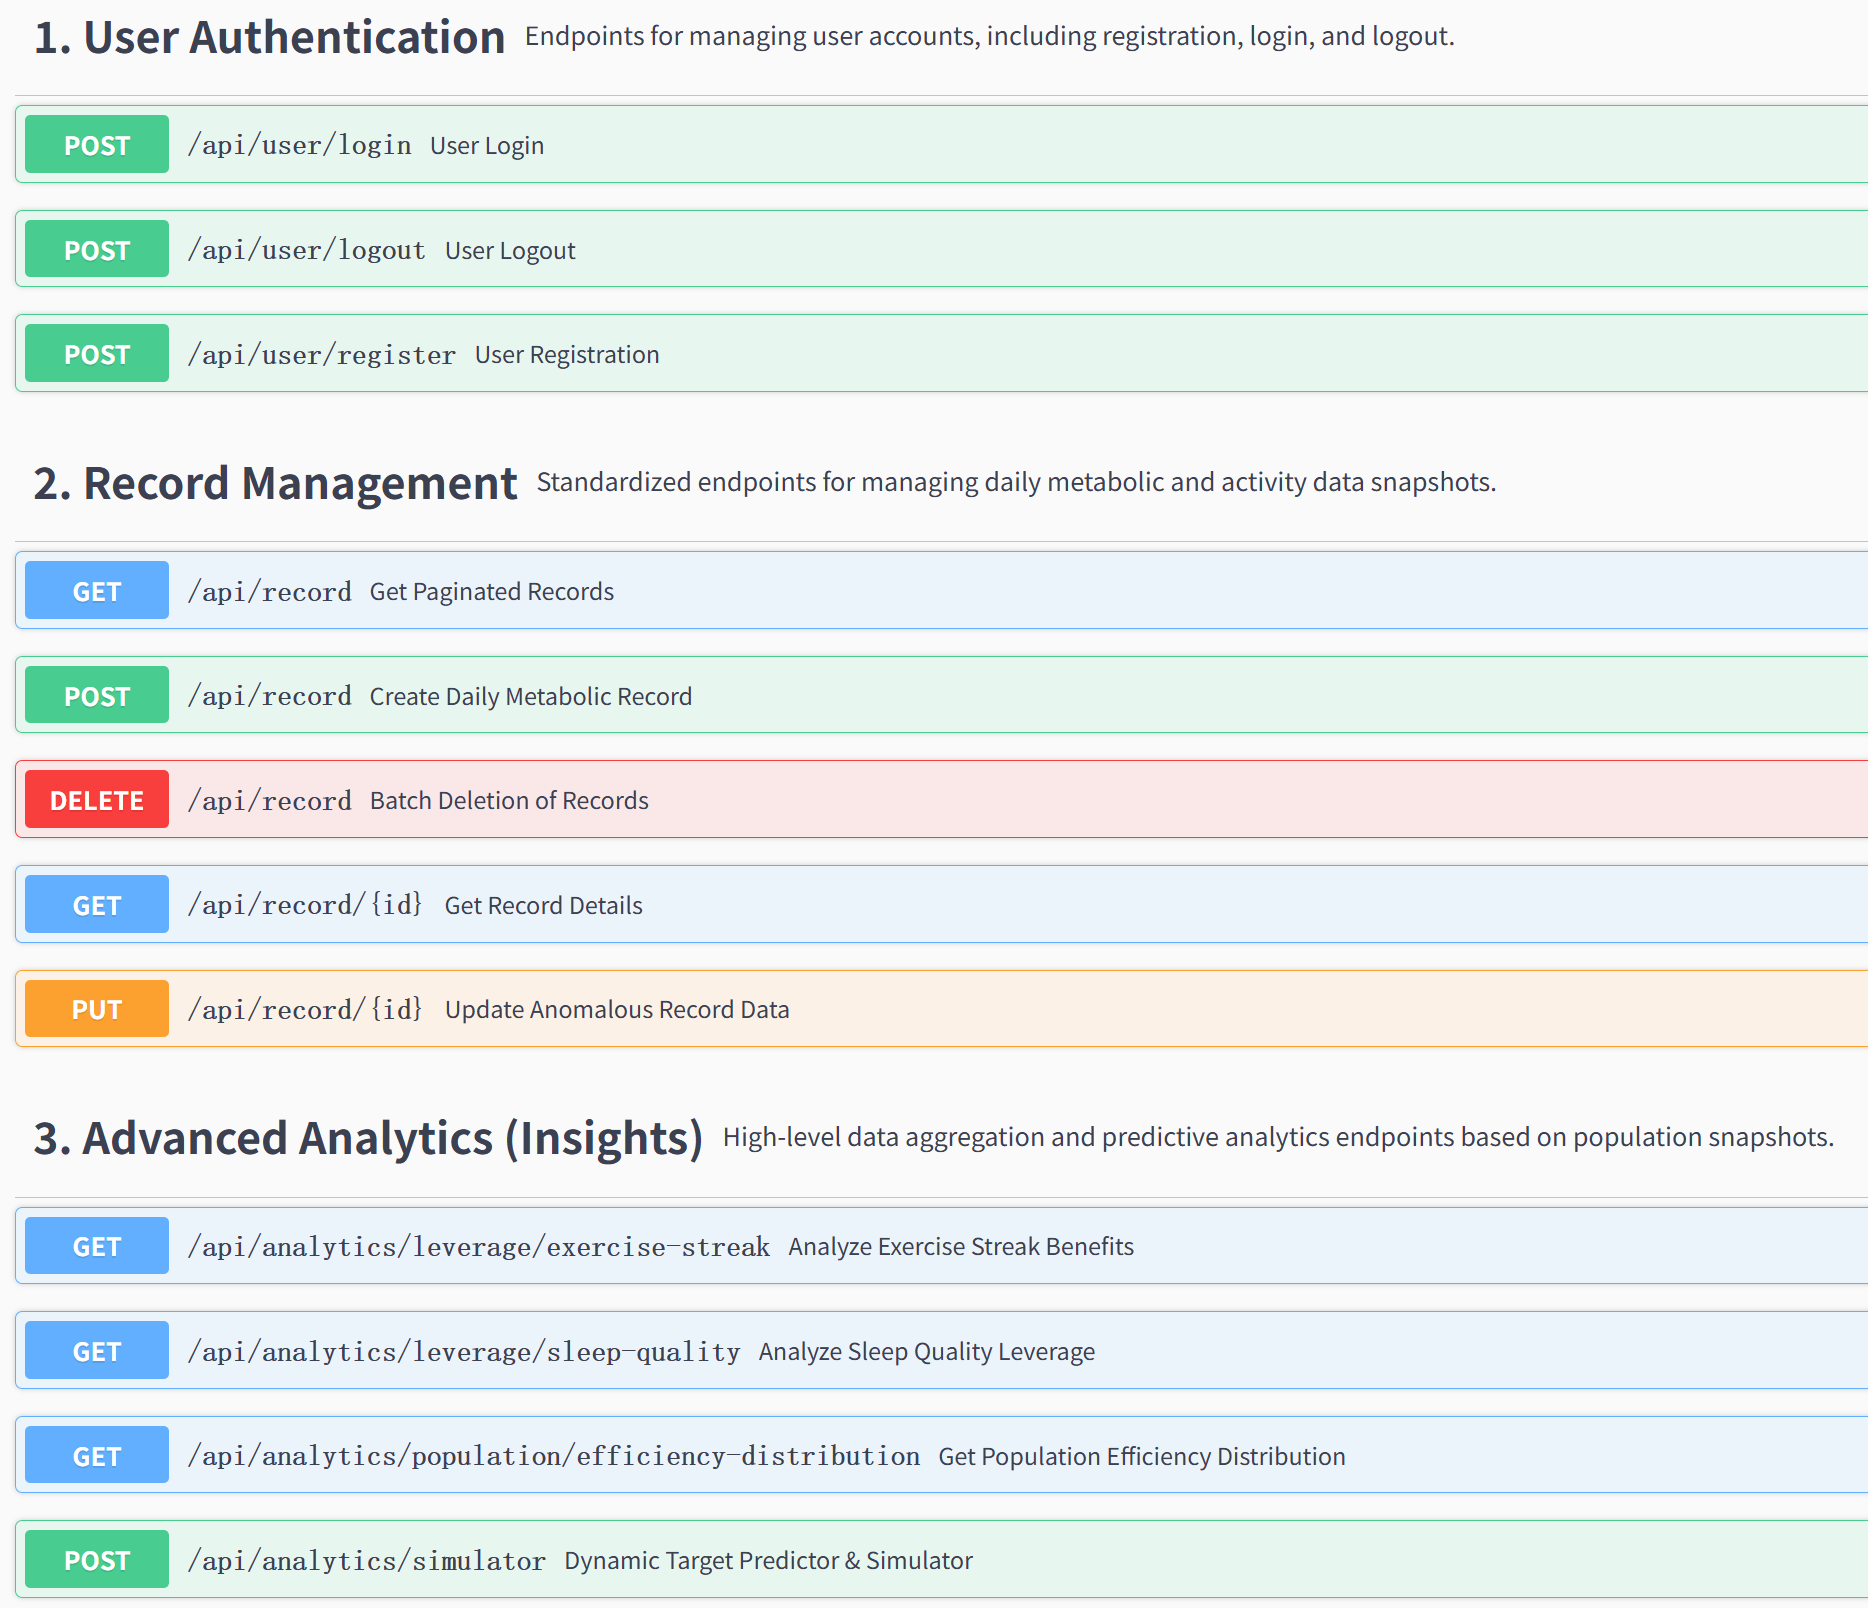 1. User Authentication Endpoints for managing user accounts, including registration, login, and logout.
POST /api/user/login User Login
POST /api/user/logout User Logout
POST /api/user/register User Registration
2. Record Management Standardized endpoints for managing daily metabolic and activity data snapshots.
GET /api/record Get Paginated Records
POST /api/record Create Daily Metabolic Record
DELETE /api/record Batch Deletion of Records
GET /api/record/{id} Get Record Details
PUT /api/record/{id} Update Anomalous Record Data
3. Advanced Analytics (Insights) High-level data aggregation and predictive analytics endpoints based on population snapshots.
GET /api/analytics/leverage/exercise-streak Analyze Exercise Streak Benefits
GET /api/analytics/leverage/sleep-quality Analyze Sleep Quality Leverage
GET /api/analytics/population/efficiency-distribution Get Population Efficiency Distribution
POST /api/analytics/simulator Dynamic Target Predictor & Simulator